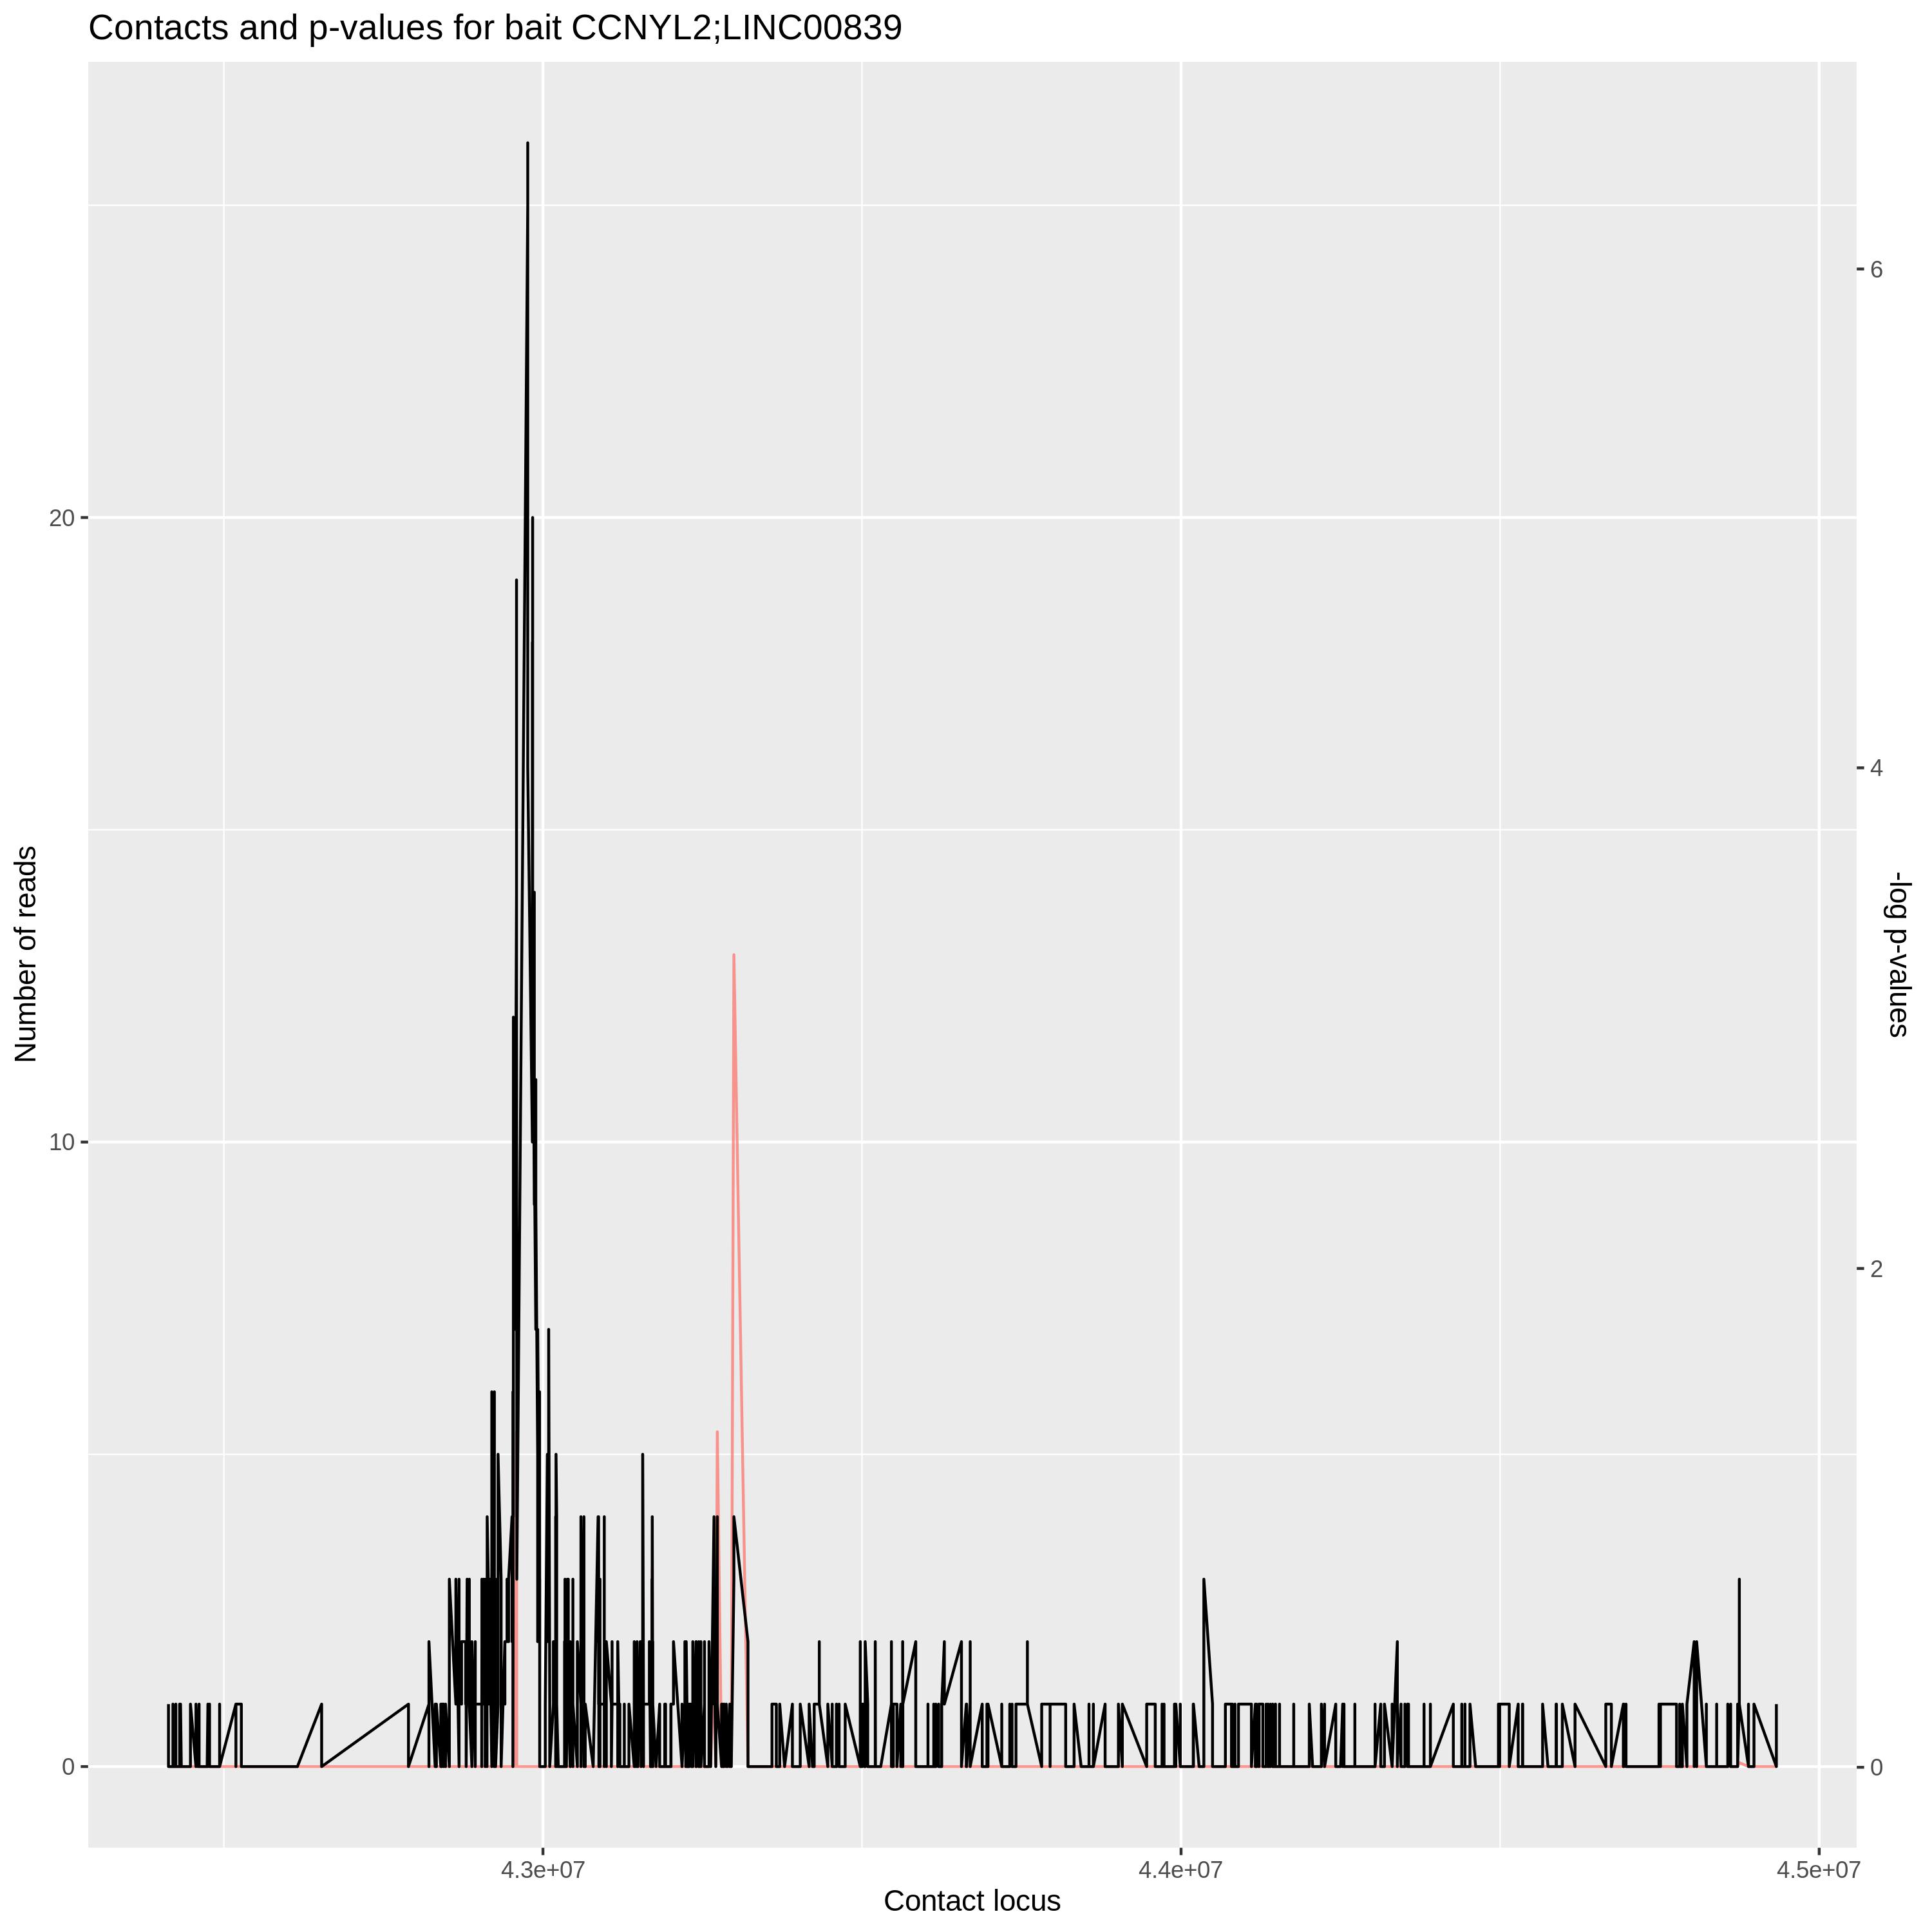 Contacts and p-values for bait CCNYL2;LINC00839
Number of reads
20
10
0
6
4
2
0
-log p-values
4.3e+07
4.4e+07
4.5e+07
Contact locus